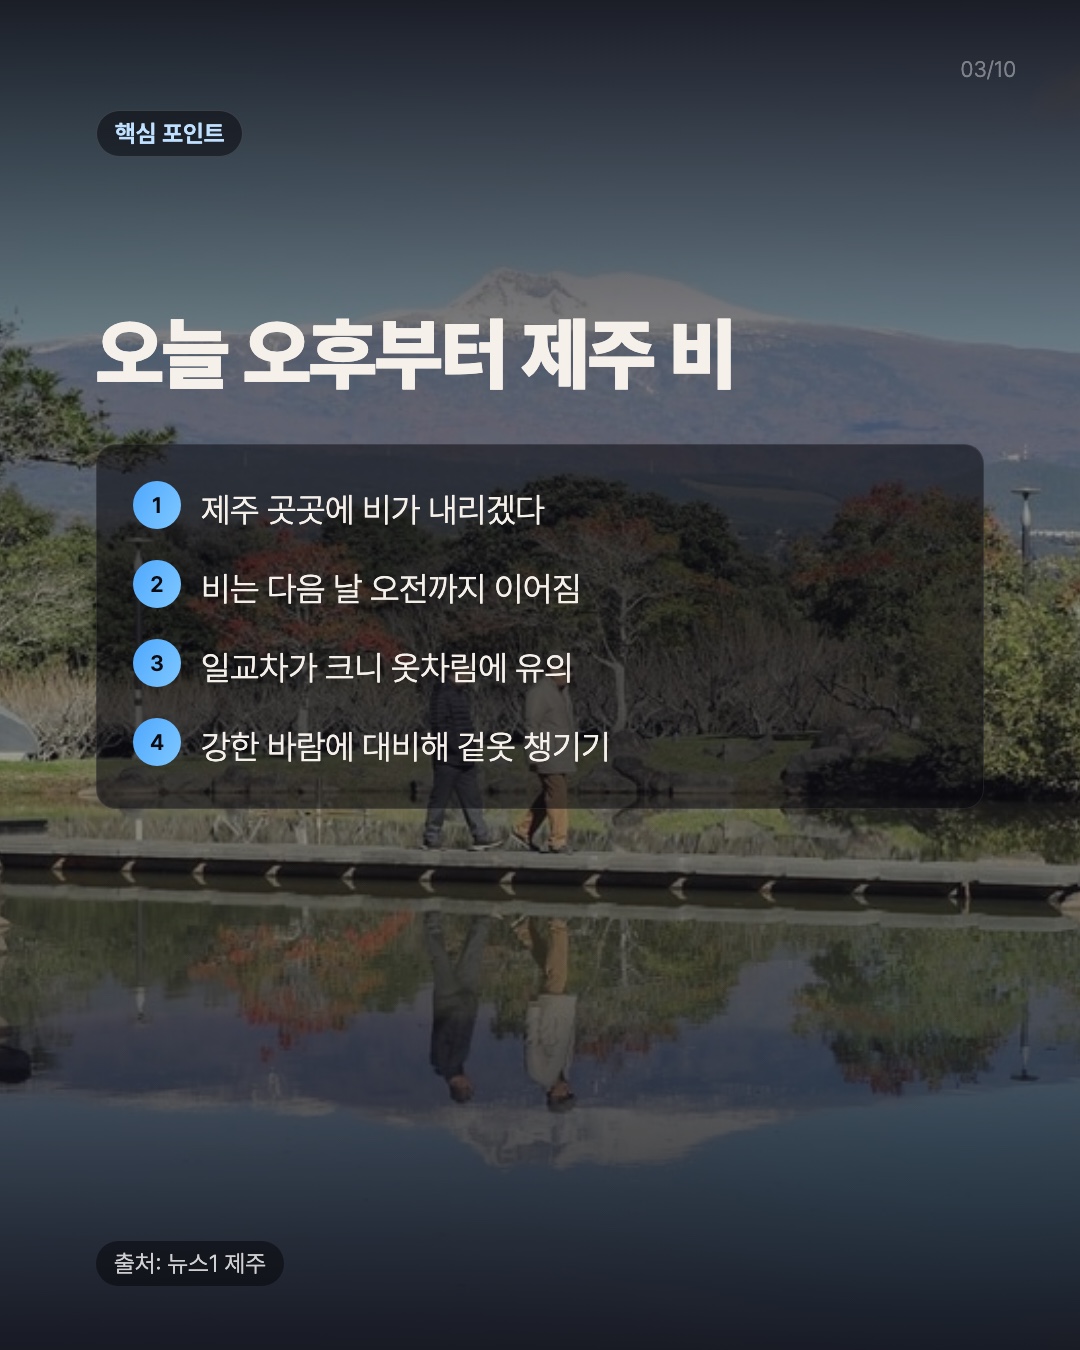 03/10
핵심 포인트
오늘 오후부터 제주 비
1 제주 곳곳에 비가 내리겠다
2 비는 다음 날 오전까지 이어짐
3 일교차가 크니 옷차림에 유의
4 강한 바람에 대비해 겉옷 챙기기
출처: 뉴스1 제주